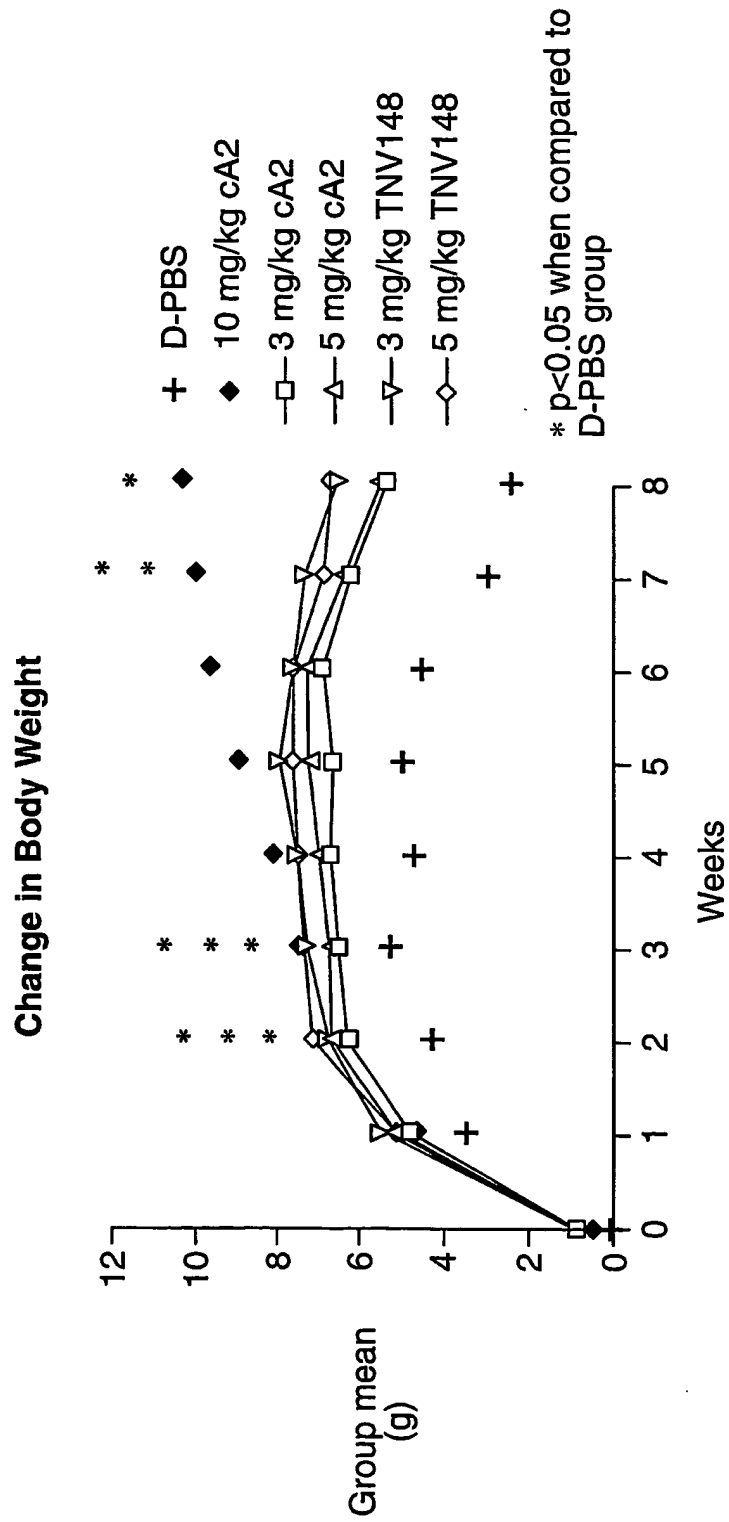 Change in Body Weight
Group mean
(g)
12
10
8
6
4
2
0
* * *
* * *
* *
*
0 1 2 3 4 5 6 7 8
Weeks
D-PBS
10 mg/kg cA2
3 mg/kg cA2
5 mg/kg cA2
3 mg/kg TNV148
5 mg/kg TNV148
* p<0.05 when compared to
D-PBS group